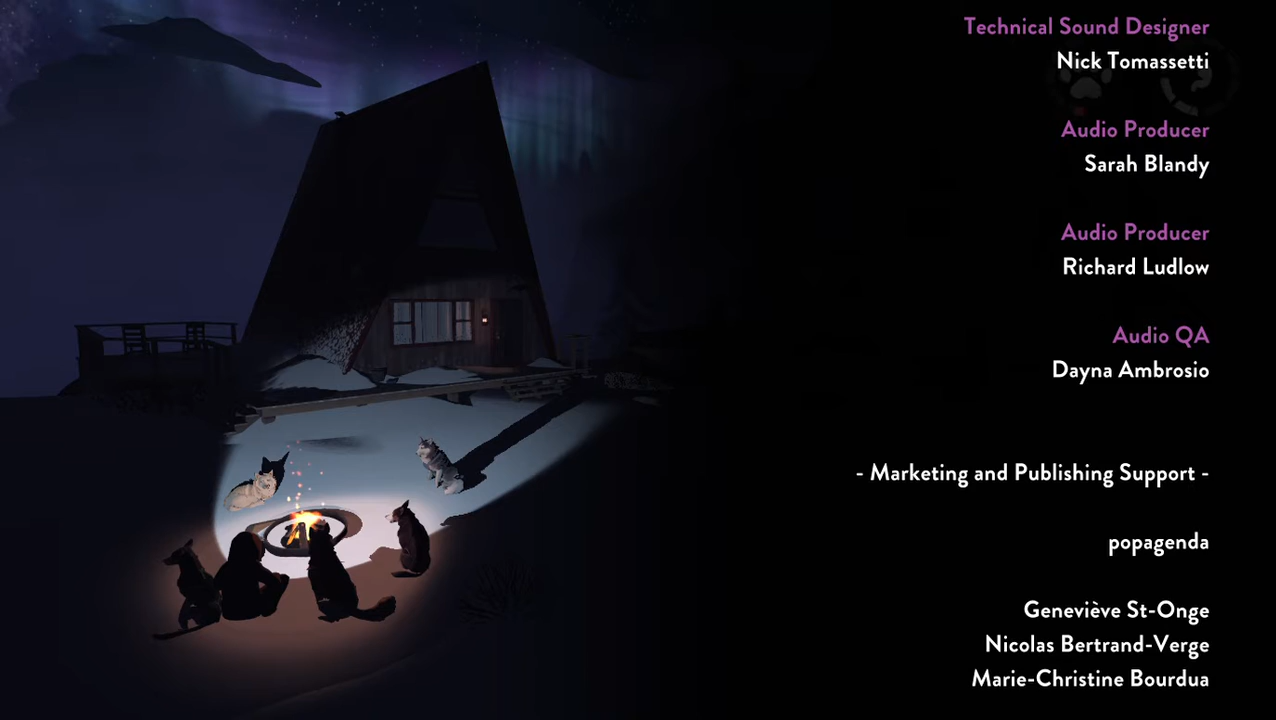 Technical Sound Designer
Nick Tomassetti
Audio Producer
Sarah Blandy
Audio Producer
Richard Ludlow
Audio QA
Dayna Ambrosio
- Marketing and Publishing Support -
popagenda
Geneviève St-Onge
Nicolas Bertrand-Verge
Marie-Christine Bourdua